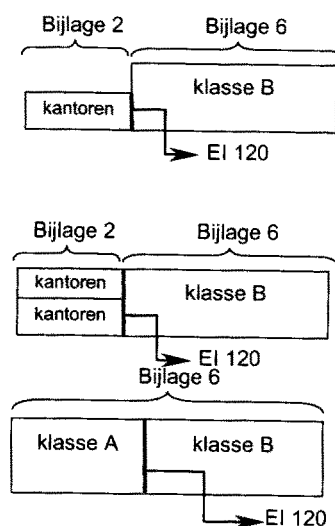 Bijlage 2 Bijlage 6
klasse B
kantoren
EI 120
Bijlage 2 Bijlage 6
kantoren
klasse B
kantoren
EI 120
Bijlage 6
klasse A klasse B
EI 120